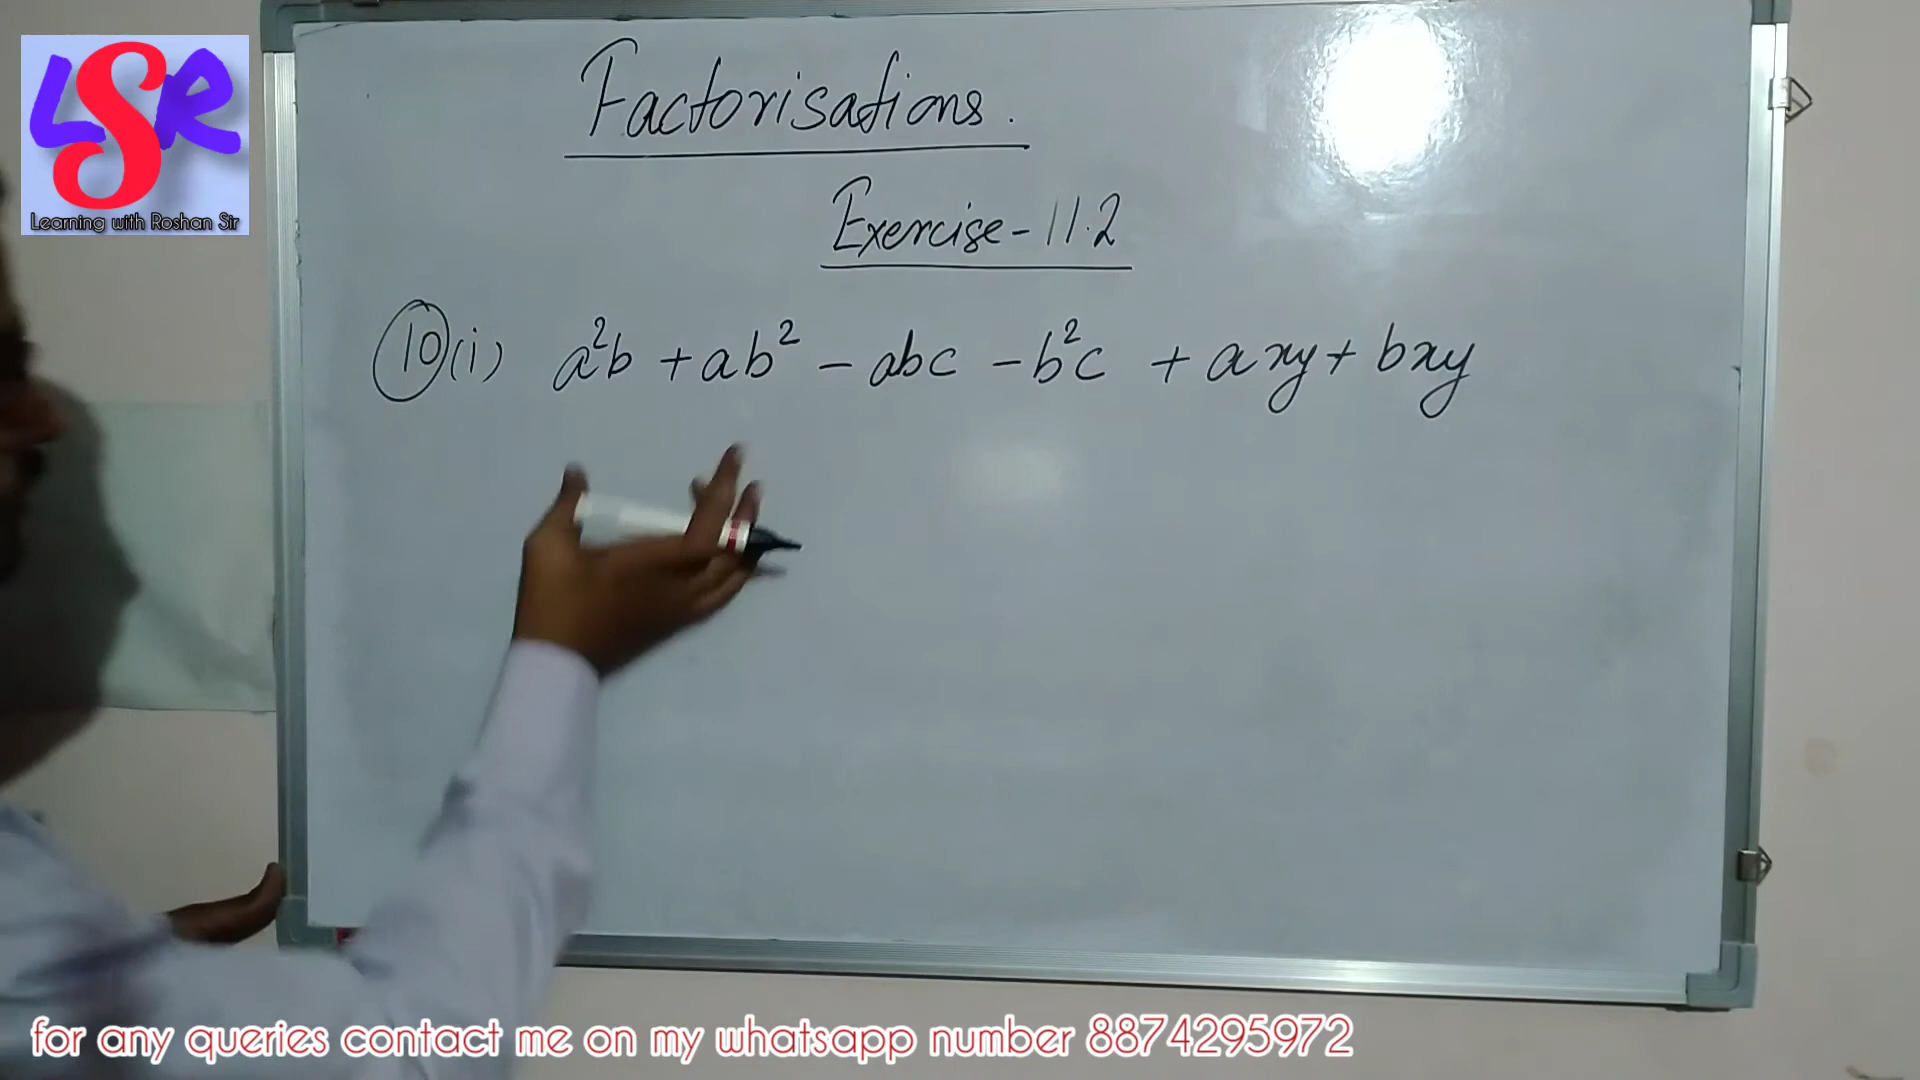 LSR
Learning with Roshan Sir
Factorisations.
Exercise-11.2
10 (i) a²b + ab² - abc - b²c + axy + bxy
for any queries contact me on my whatsapp number 8874295972